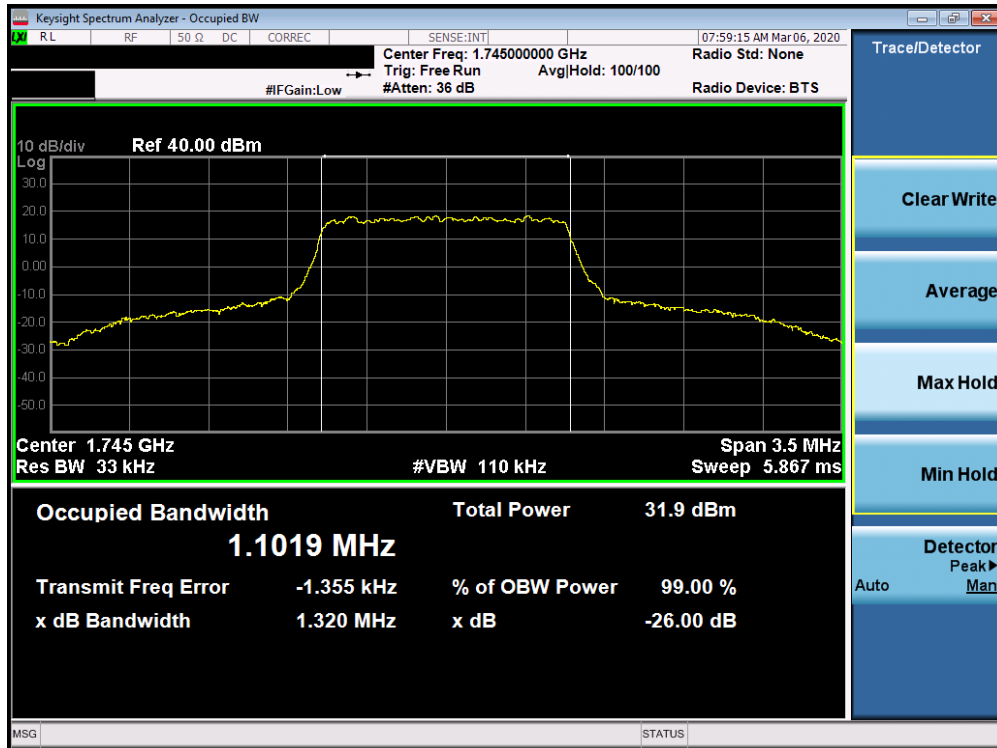 Keysight Spectrum Analyzer - Occupied BW
LXI RL RF 50 Ω DC CORREC SENSE:INT 07:59:15 AM Mar 06, 2020
Center Freq: 1.745000000 GHz Radio Std: None
Trig: Free Run Avg|Hold: 100/100
#IFGain:Low #Atten: 36 dB Radio Device: BTS
10 dB/div Ref 40.00 dBm
Log
30.0
20.0
10.0
0.00
-10.0
-20.0
-30.0
-40.0
-50.0
Center 1.745 GHz Span 3.5 MHz
Res BW 33 kHz #VBW 110 kHz Sweep 5.867 ms
Occupied Bandwidth Total Power 31.9 dBm
1.1019 MHz
Transmit Freq Error -1.355 kHz % of OBW Power 99.00 %
x dB Bandwidth 1.320 MHz x dB -26.00 dB
MSG STATUS
Trace/Detector
Clear Write
Average
Max Hold
Min Hold
Detector
Peak▶
Auto Man